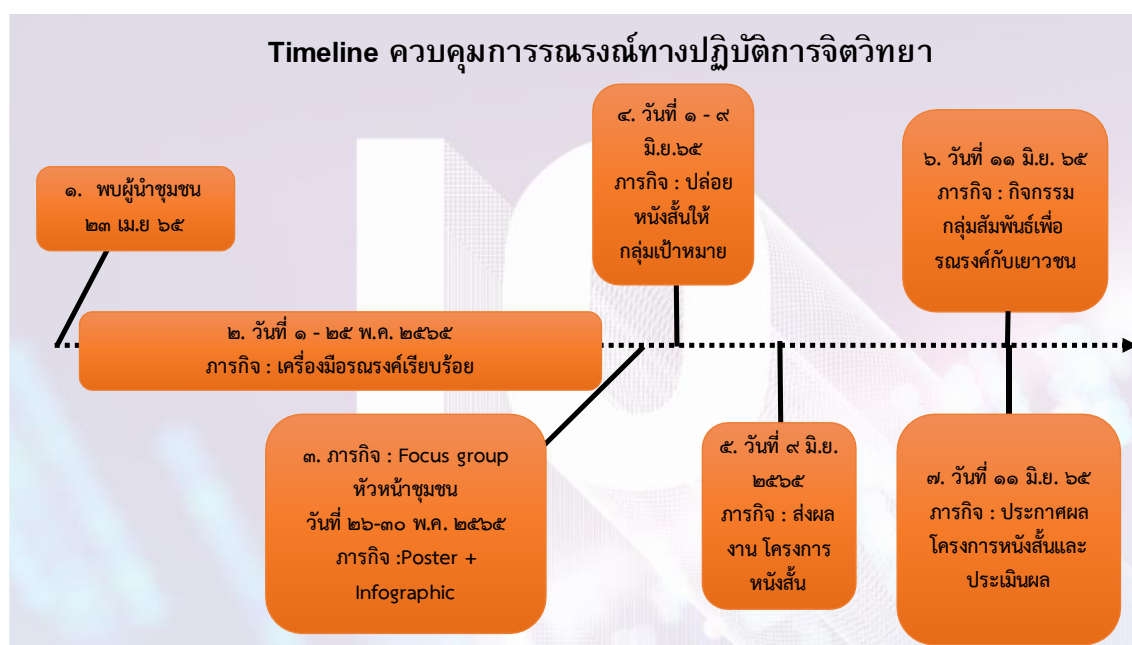 Timeline ควบคุมการรณรงณ์ทางปฏิบัติการจิตวิทยา
๑. พบผู้นำชุมชน
๒๓ เม.ย ๖๕
๒. วันที่ ๑ - ๒๕ พ.ค. ๒๕๖๕
ภารกิจ : เครื่องมือรณรงค์เรียบร้อย
๓. ภารกิจ : Focus group
หัวหน้าชุมชน
วันที่ ๒๖-๓๐ พ.ค. ๒๕๖๕
ภารกิจ :Poster +
Infographic
๔. วันที่ ๑ - ๙
มิ.ย.๖๕
ภารกิจ : ปล่อย
หนังสั้นให้
กลุ่มเป้าหมาย
๕. วันที่ ๙ มิ.ย.
๒๕๖๕
ภารกิจ : ส่งผล
งาน โครงการ
หนังสั้น
๖. วันที่ ๑๑ มิ.ย. ๖๕
ภารกิจ : กิจกรรม
กลุ่มสัมพันธ์เพื่อ
รณรงค์กับเยาวชน
๗. วันที่ ๑๑ มิ.ย. ๖๕
ภารกิจ : ประกาศผล
โครงการหนังสั้นและ
ประเมินผล